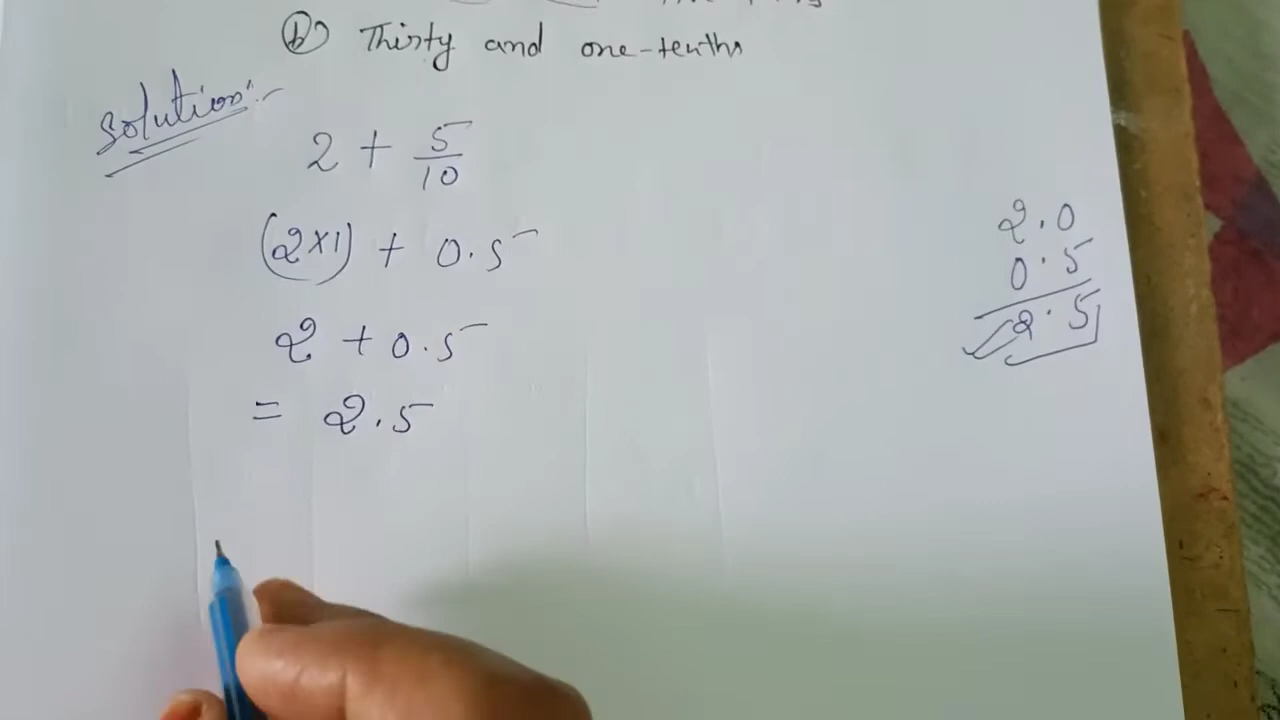 (b) Thirty and one-tenths
Solution:-
2 + 5/10
(2×1) + 0.5
2 + 0.5
= 2.5
2.0
0.5
2.5